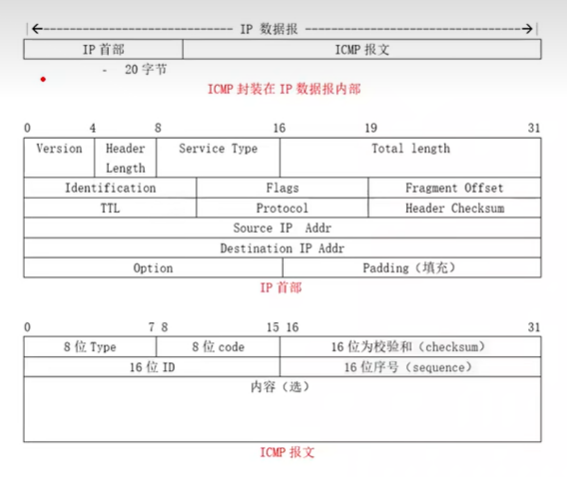 IP 数据报
IP 首部 ICMP 报文
- 20 字节
ICMP 封装在 IP 数据报内部
0 4 8 16 19 31
Version Header Length Service Type Total length
Identification Flags Fragment Offset
TTL Protocol Header Checksum
Source IP Addr
Destination IP Addr
Option Padding（填充）
IP 首部
0 7 8 15 16 31
8 位 Type 8 位 code 16 位为校验和（checksum）
16 位 ID 16 位序号（sequence）
内容（选）
ICMP 报文